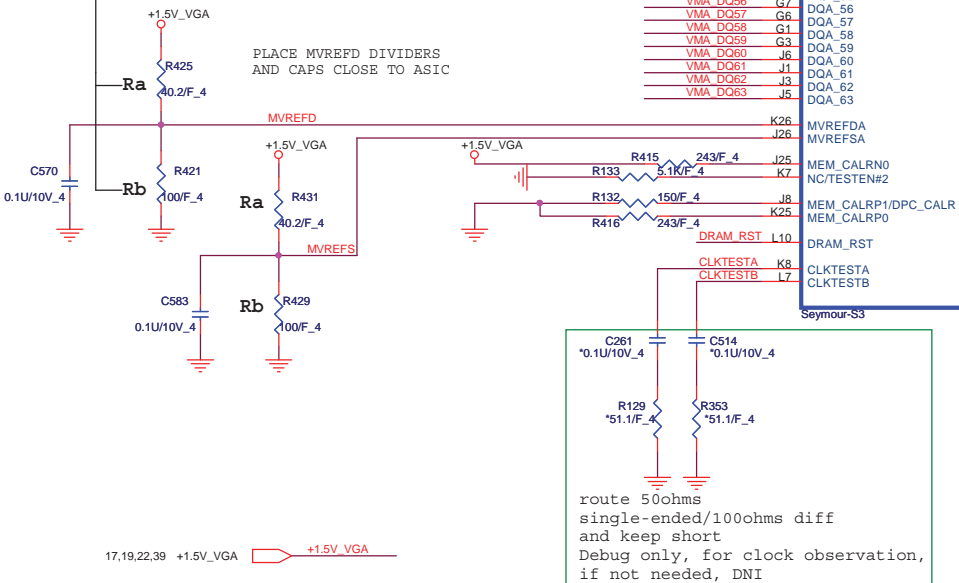 +1.5V_VGA
PLACE MVREFD DIVIDERS
AND CAPS CLOSE TO ASIC
R425
Ra
40.2/F_4
MVREFD
C570
0.1U/10V_4
R421
Rb
100/F_4
+1.5V_VGA
Ra
R431
40.2/F_4
MVREFS
C583
0.1U/10V_4
Rb
R429
100/F_4
VMA_DQ56 G7 DQA_56
VMA_DQ57 G6 DQA_57
VMA_DQ58 G1 DQA_58
VMA_DQ59 G3 DQA_59
VMA_DQ60 J6 DQA_60
VMA_DQ61 J1 DQA_61
VMA_DQ62 J3 DQA_62
VMA_DQ63 J5 DQA_63
K26 MVREFDA
J26 MVREFSA
+1.5V_VGA
R415 243/F_4 J25 MEM_CALRN0
R133 5.1K/F_4 K7 NC/TESTEN#2
R132 150/F_4 J8 MEM_CALRP1/DPC_CALR
R416 243/F_4 K25 MEM_CALRP0
DRAM_RST L10 DRAM_RST
CLKTESTA K8 CLKTESTA
CLKTESTB L7 CLKTESTB
Seymour-S3
C261
*0.1U/10V_4
C514
*0.1U/10V_4
R129
*51.1/F_4
R353
*51.1/F_4
route 50ohms
single-ended/100ohms diff
and keep short
Debug only, for clock observation,
if not needed, DNI
17,19,22,39 +1.5V_VGA +1.5V_VGA